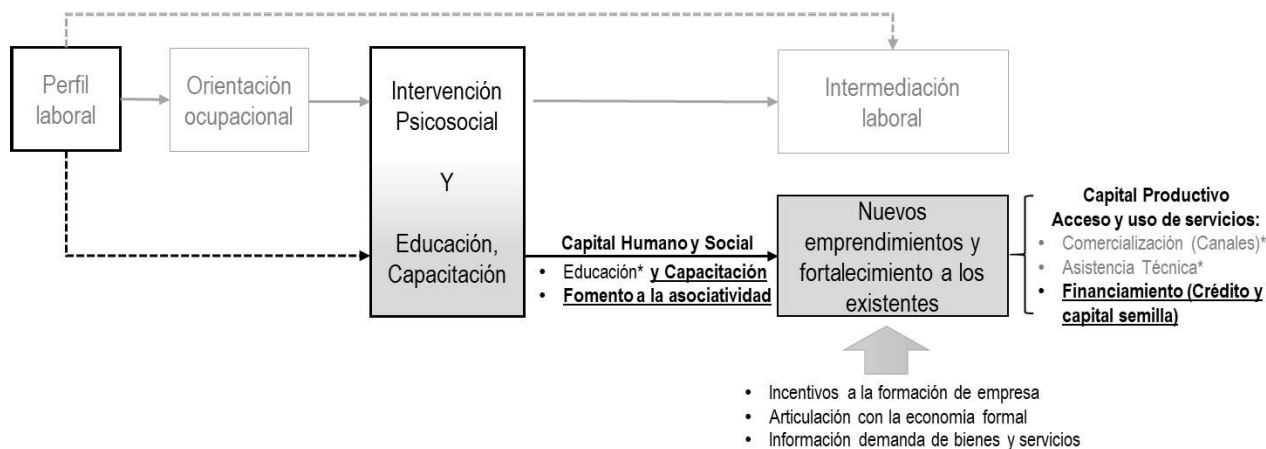 Perfil
laboral
Orientación
ocupacional
Intervención
Psicosocial
Y
Educación,
Capacitación
Intermediación
laboral
Capital Humano y Social
• Educación* y Capacitación
• Fomento a la asociatividad
Nuevos
emprendimientos y
fortalecimiento a los
existentes
Capital Productivo
Acceso y uso de servicios:
• Comercialización (Canales)*
• Asistencia Técnica*
• Financiamiento (Crédito y
capital semilla)
• Incentivos a la formación de empresa
• Articulación con la economía formal
• Información demanda de bienes y servicios